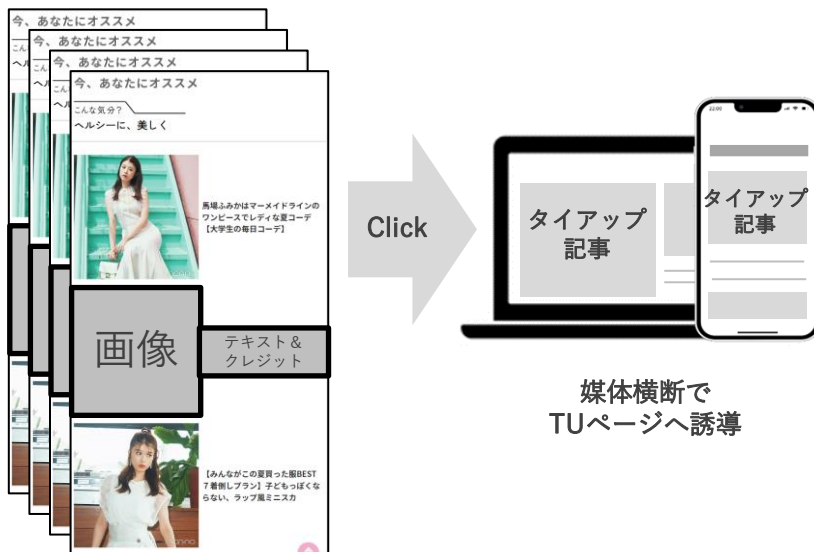 今、あなたにオススメ
今、あなたにオススメ
今、あなたにオススメ
今、あなたにオススメ
こんな気分?
ヘルシーに、美しく
馬場ふみかはマーメイドラインの
ワンピースでレディな夏コーデ
【大学生の毎日コーデ】
画像
テキスト&
クレジット
【みんながこの夏買った服BEST
7着倒しプラン】子どもっぽくな
らない、ラップ風ミニスカ
Click
タイアップ
記事
タイアップ
記事
媒体横断で
TUページへ誘導